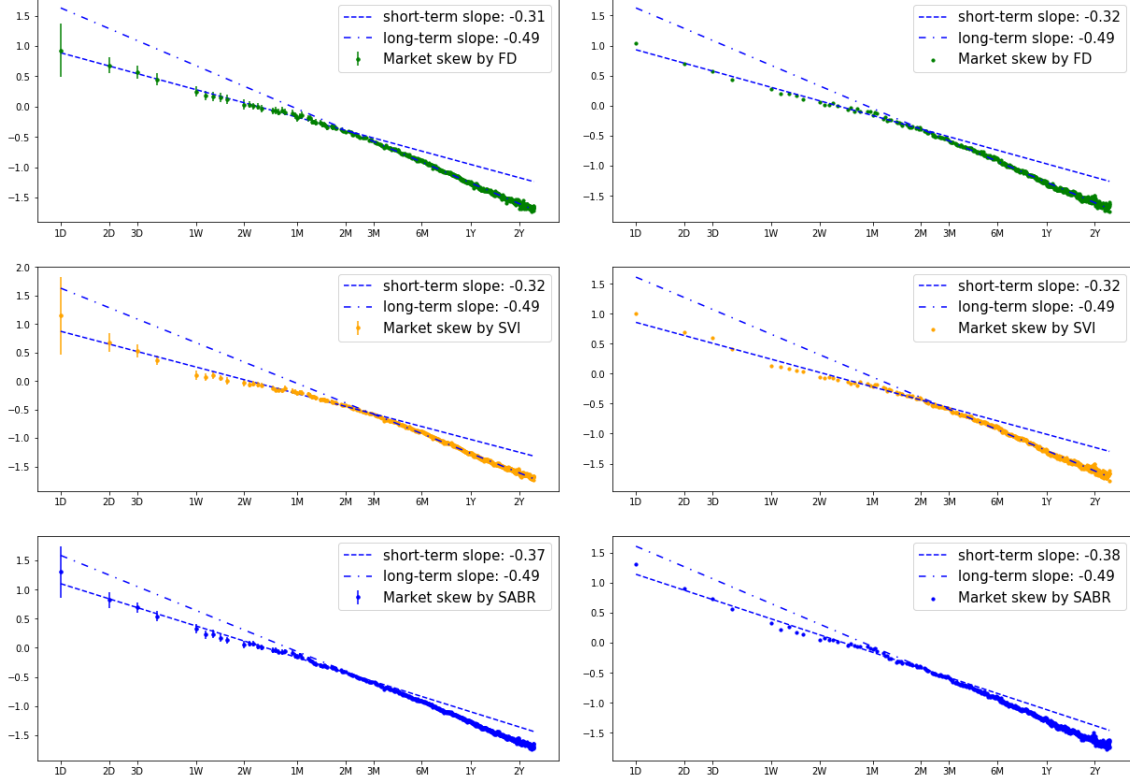 1.5
1.0
0.5
0.0
−0.5
−1.0
−1.5
1D 2D 3D 1W 2W 1M 2M 3M 6M 1Y 2Y
short-term slope: -0.31
long-term slope: -0.49
Market skew by FD
1.5
1.0
0.5
0.0
−0.5
−1.0
−1.5
1D 2D 3D 1W 2W 1M 2M 3M 6M 1Y 2Y
short-term slope: -0.32
long-term slope: -0.49
Market skew by FD
2.0
1.5
1.0
0.5
0.0
−0.5
−1.0
−1.5
1D 2D 3D 1W 2W 1M 2M 3M 6M 1Y 2Y
short-term slope: -0.32
long-term slope: -0.49
Market skew by SVI
1.5
1.0
0.5
0.0
−0.5
−1.0
−1.5
1D 2D 3D 1W 2W 1M 2M 3M 6M 1Y 2Y
short-term slope: -0.32
long-term slope: -0.49
Market skew by SVI
1.5
1.0
0.5
0.0
−0.5
−1.0
−1.5
1D 2D 3D 1W 2W 1M 2M 3M 6M 1Y 2Y
short-term slope: -0.37
long-term slope: -0.49
Market skew by SABR
1.5
1.0
0.5
0.0
−0.5
−1.0
−1.5
1D 2D 3D 1W 2W 1M 2M 3M 6M 1Y 2Y
short-term slope: -0.38
long-term slope: -0.49
Market skew by SABR